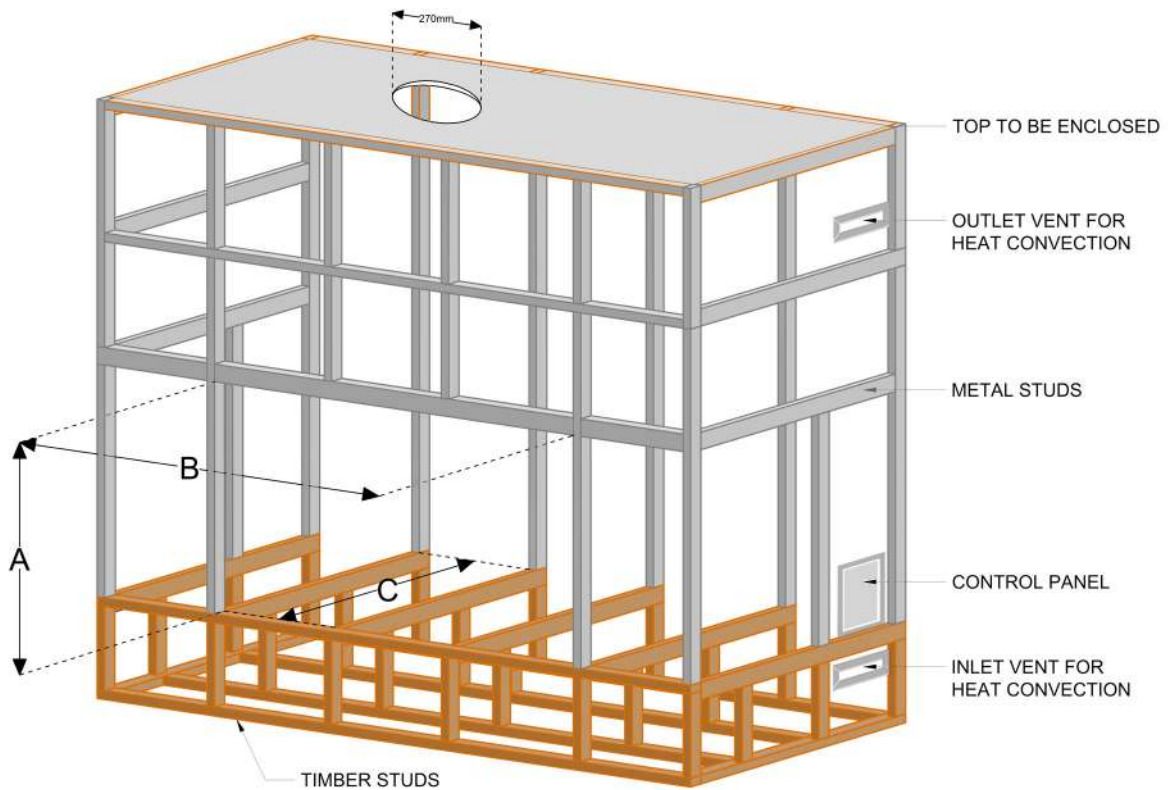 270mm
TOP TO BE ENCLOSED
OUTLET VENT FOR
HEAT CONVECTION
METAL STUDS
B
A
C
CONTROL PANEL
INLET VENT FOR
HEAT CONVECTION
TIMBER STUDS